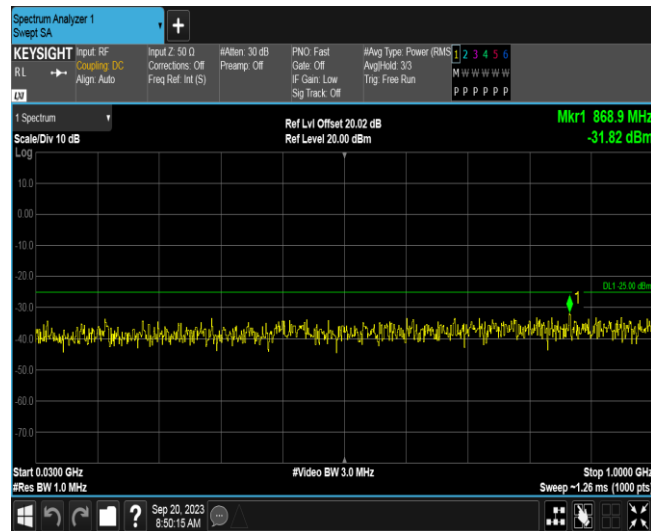 Spectrum Analyzer 1
Swept SA
+
KEYSIGHT
RL
LXI
Input: RF
Coupling: DC
Align: Auto
Input Z: 50 Ω
Corrections: Off
Freq Ref: Int (S)
#Atten: 30 dB
Preamp: Off
PNO: Fast
Gate: Off
IF Gain: Low
Sig Track: Off
#Avg Type: Power (RMS
Avg|Hold: 3/3
Trig: Free Run
1 2 3 4 5 6
M W W W W W
P P P P P P
1 Spectrum
Scale/Div 10 dB
Log
Ref Lvl Offset 20.02 dB
Ref Level 20.00 dBm
Mkr1 868.9 MHz
-31.82 dBm
10.0
0.00
-10.0
-20.0
DL1 -25.00 dBm
1
-30.0
-40.0
-50.0
-60.0
-70.0
Start 0.0300 GHz
#Res BW 1.0 MHz
#Video BW 3.0 MHz
Stop 1.0000 GHz
Sweep ~1.26 ms (1000 pts
?
Sep 20, 2023
8:50:15 AM